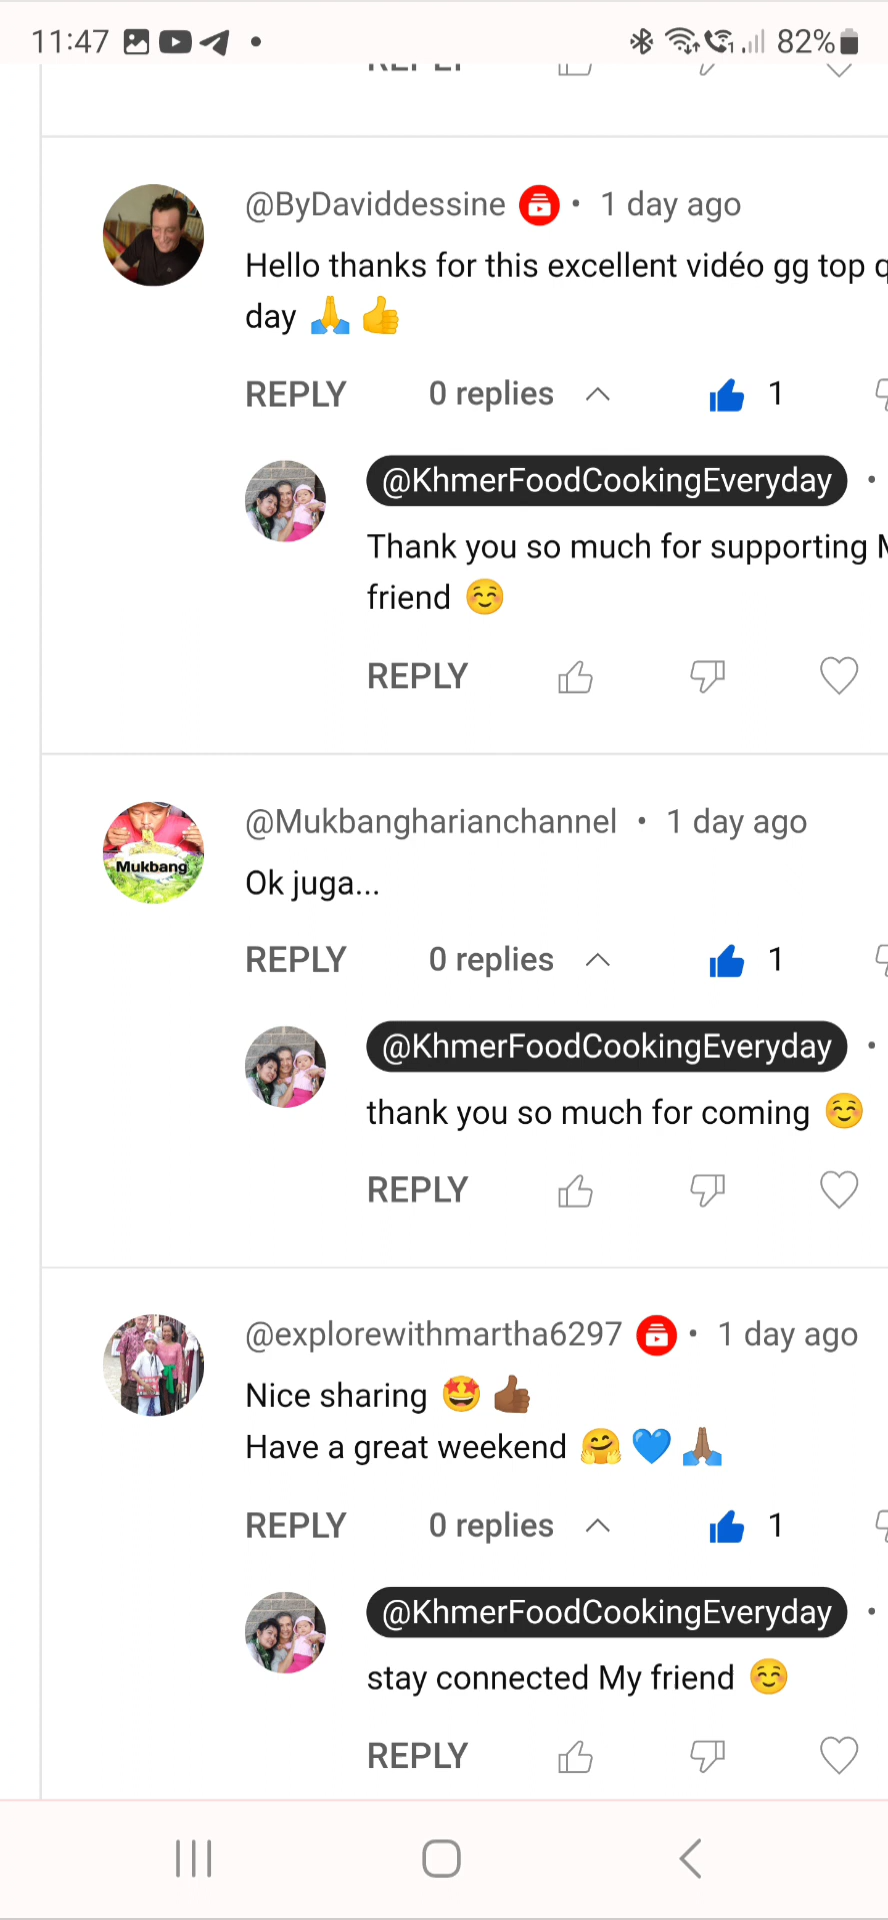 11:47
82%
@ByDaviddessine • 1 day ago
Hello thanks for this excellent vidéo gg top
day 🙏 👍
REPLY 0 replies 1
@KhmerFoodCookingEveryday •
Thank you so much for supporting
friend ☺️
REPLY
@Mukbangharianchannel • 1 day ago
Mukbang
Ok juga...
REPLY 0 replies 1
@KhmerFoodCookingEveryday •
thank you so much for coming ☺️
REPLY
@explorewithmartha6297 • 1 day ago
Nice sharing 🤩 👍🏾
Have a great weekend 🤗 💙 🙏🏽
REPLY 0 replies 1
@KhmerFoodCookingEveryday •
stay connected My friend ☺️
REPLY